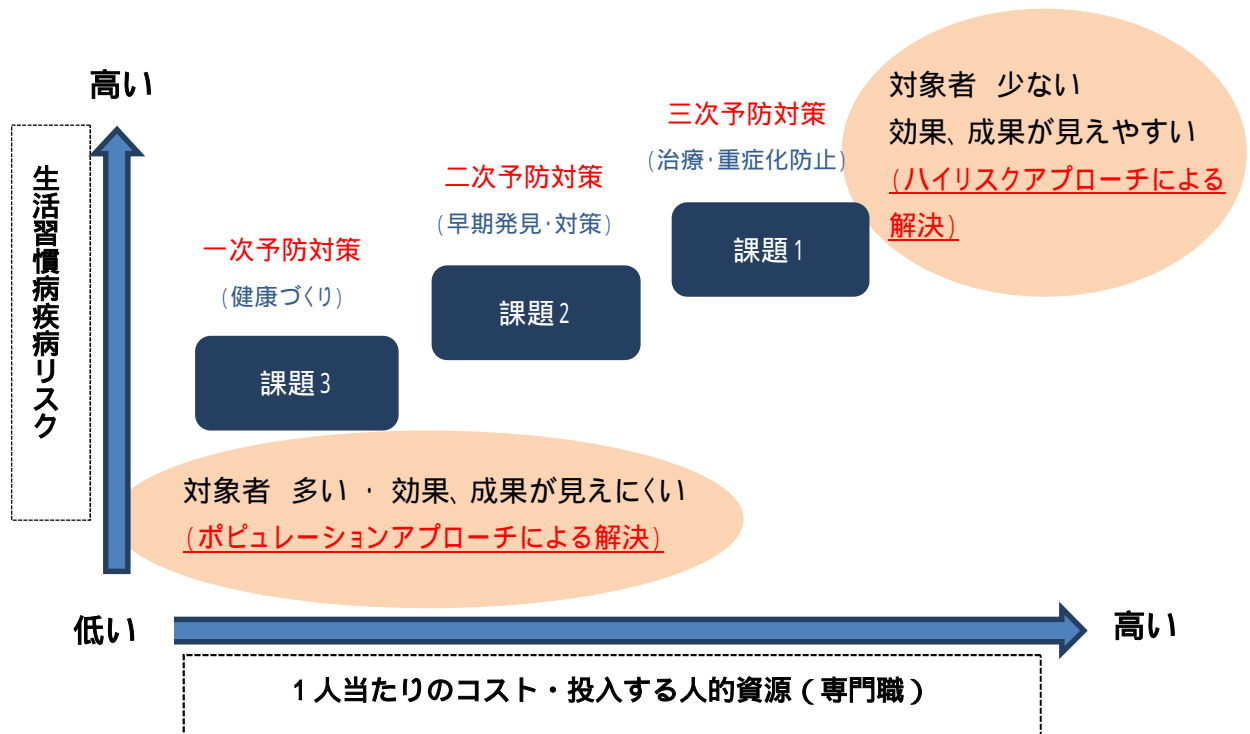 高い
生活習慣病疾病リスク
三次予防対策
(治療・重症化防止)
課題1
対象者 少ない
効果、成果が見えやすい
(ハイリスクアプローチによる
解決)
二次予防対策
(早期発見・対策)
課題2
一次予防対策
(健康づくり)
課題3
対象者 多い ・ 効果、成果が見えにくい
(ポピュレーションアプローチによる解決)
低い
高い
1人当たりのコスト・投入する人的資源(専門職)